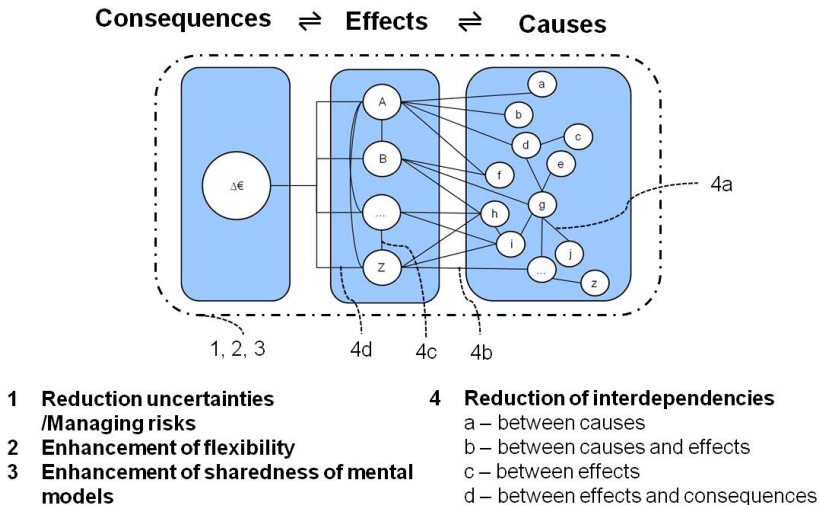 Consequences ⇌ Effects ⇌ Causes
Δ€
A
B
...
Z
a
b
c
d
e
f
g
h
i
j
...
z
4a
1, 2, 3
4d
4c
4b
1 Reduction uncertainties
/Managing risks
2 Enhancement of flexibility
3 Enhancement of sharedness of mental
models
4 Reduction of interdependencies
a – between causes
b – between causes and effects
c – between effects
d – between effects and consequences